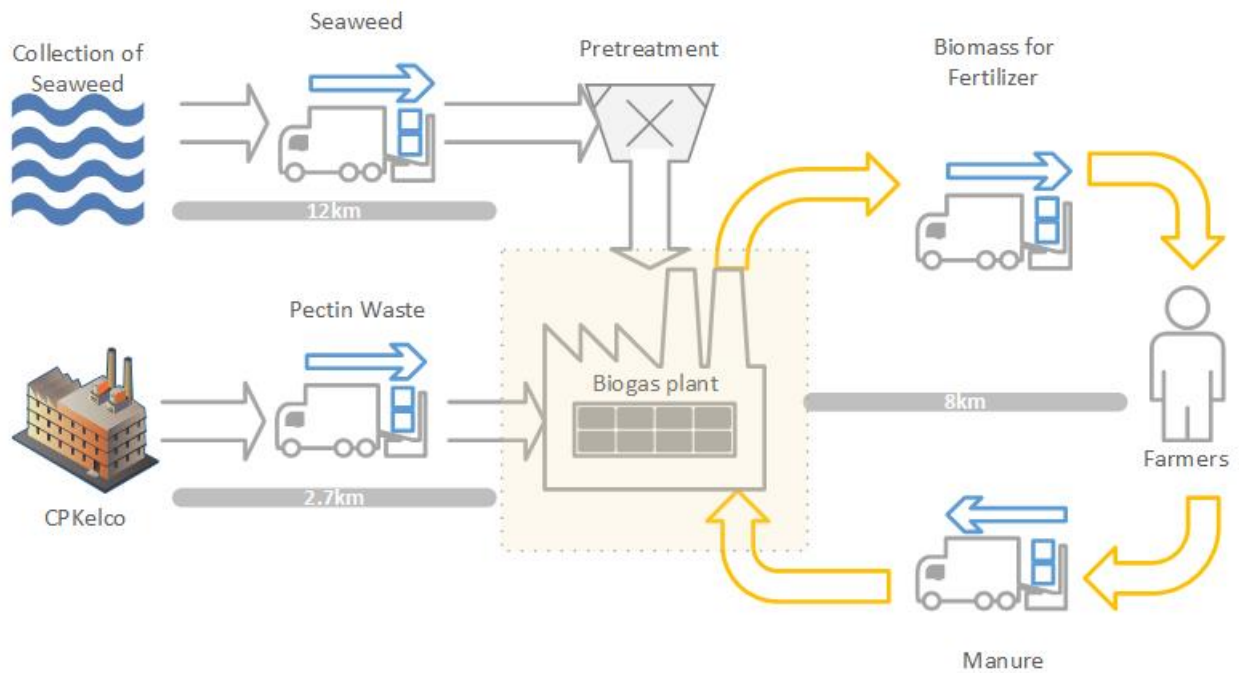 Seaweed
Collection of
Seaweed
Pretreatment
Biomass for
Fertilizer
12km
Pectin Waste
Biogas plant
8km
Farmers
2.7km
CPKelco
Manure